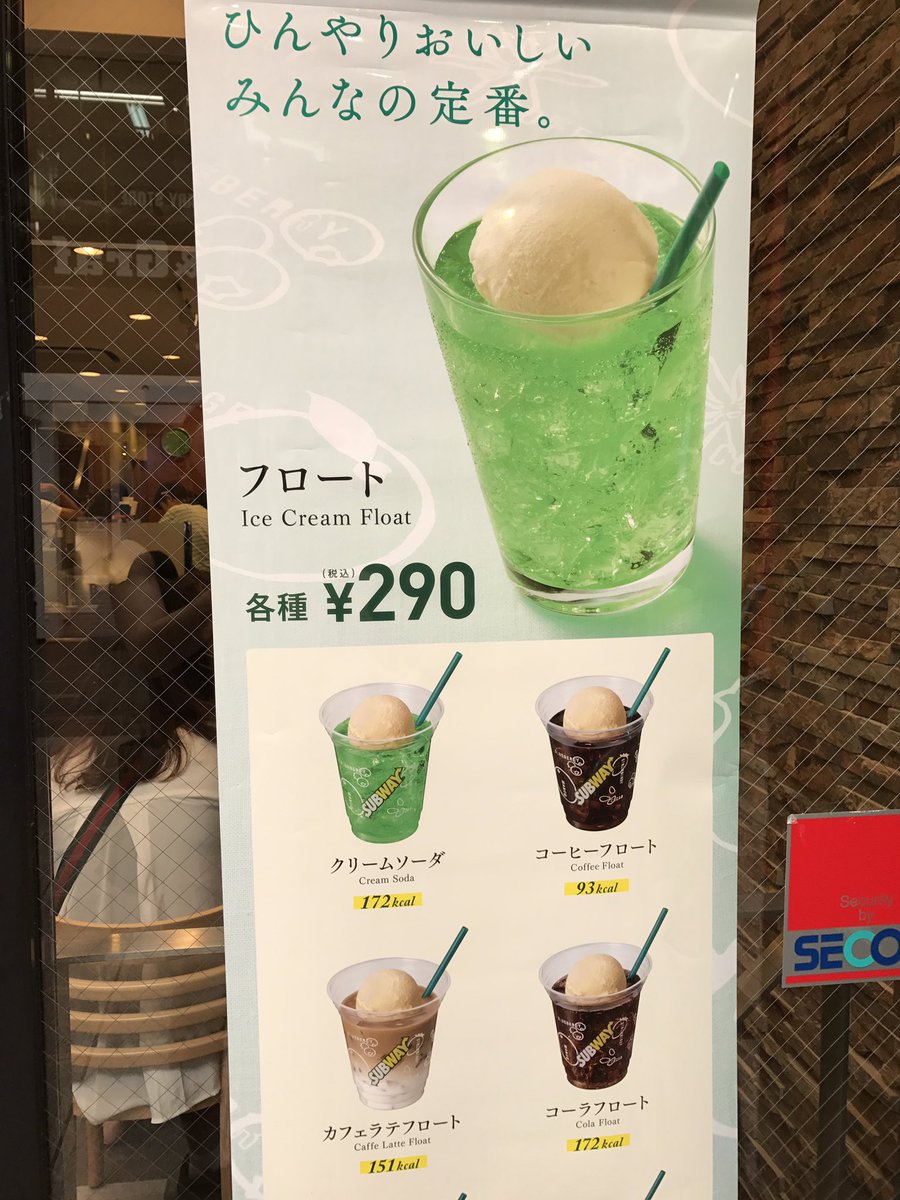 ひんやりおいしい
みんなの定番。
フロート
Ice Cream Float
各種 (税込) ¥290
SUBWAY
クリームソーダ
Cream Soda
172kcal
SUBWAY
コーヒーフロート
Coffee Float
93kcal
SUBWAY
カフェラテフロート
Caffe Latte Float
151kcal
SUBWAY
コーラフロート
Cola Float
172kcal
Security
by
SECO